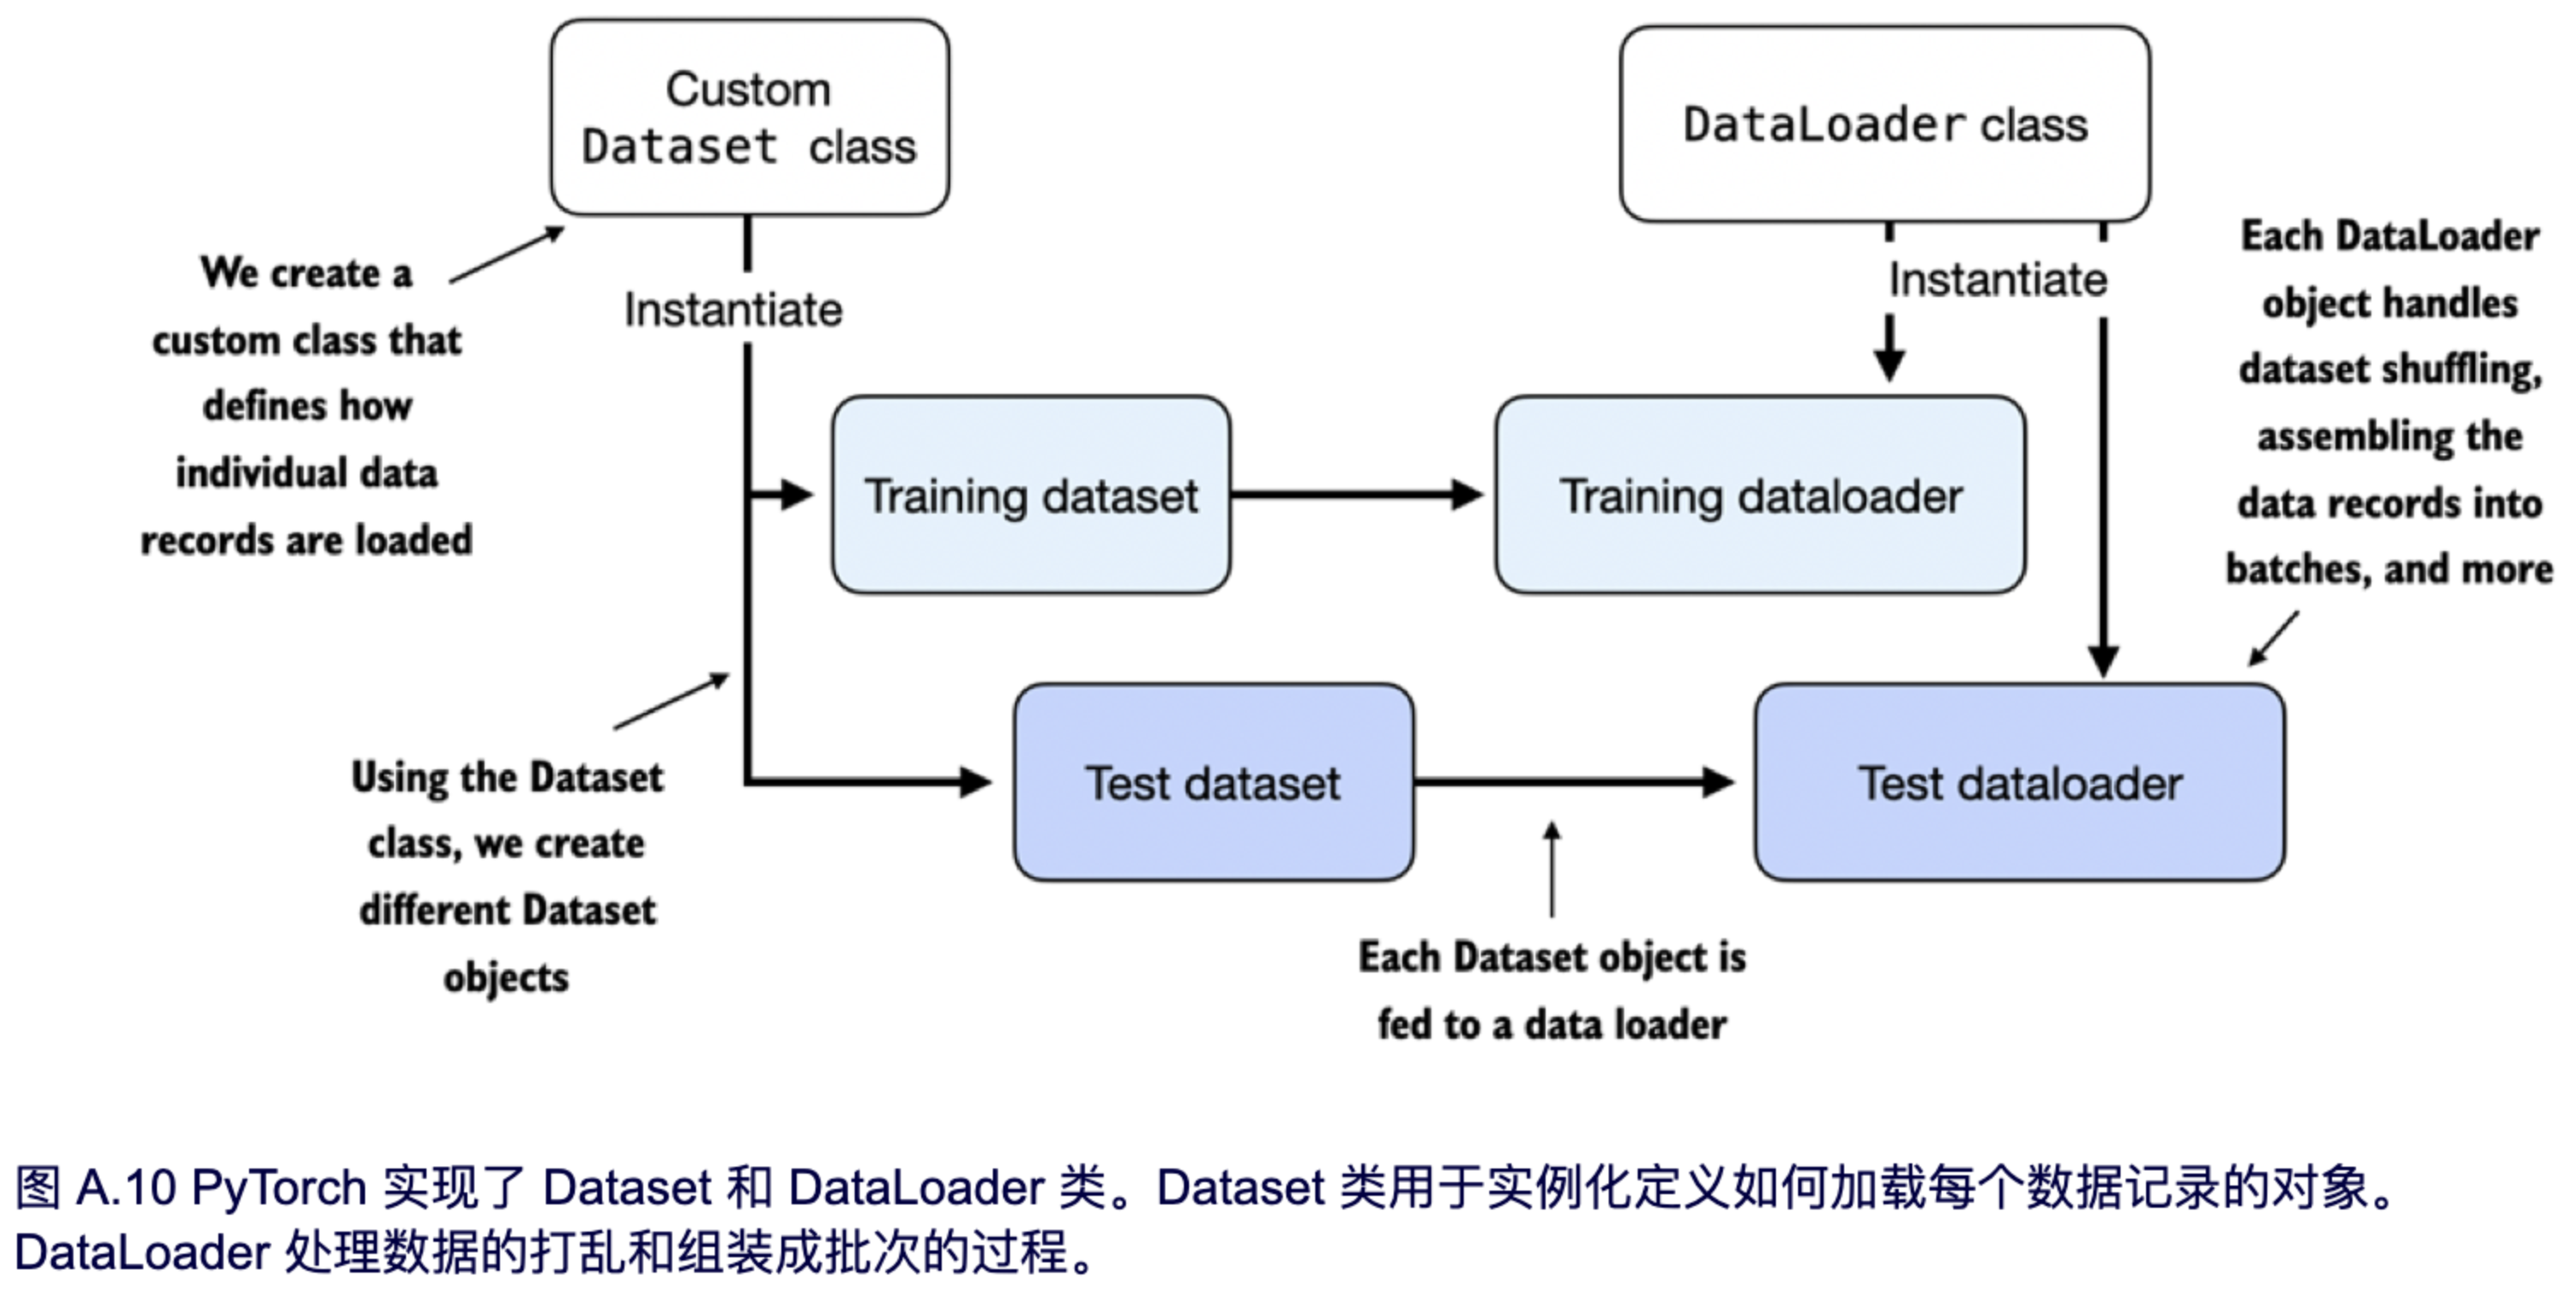 Custom
Dataset class
DataLoader class
We create a
custom class that
defines how
individual data
records are loaded
Instantiate
Instantiate
Each DataLoader
object handles
dataset shuffling,
assembling the
data records into
batches, and more
Training dataset
Training dataloader
Using the Dataset
class, we create
different Dataset
objects
Test dataset
Test dataloader
Each Dataset object is
fed to a data loader
图 A.10 PyTorch 实现了 Dataset 和 DataLoader 类。Dataset 类用于实例化定义如何加载每个数据记录的对象。
DataLoader 处理数据的打乱和组装成批次的过程。